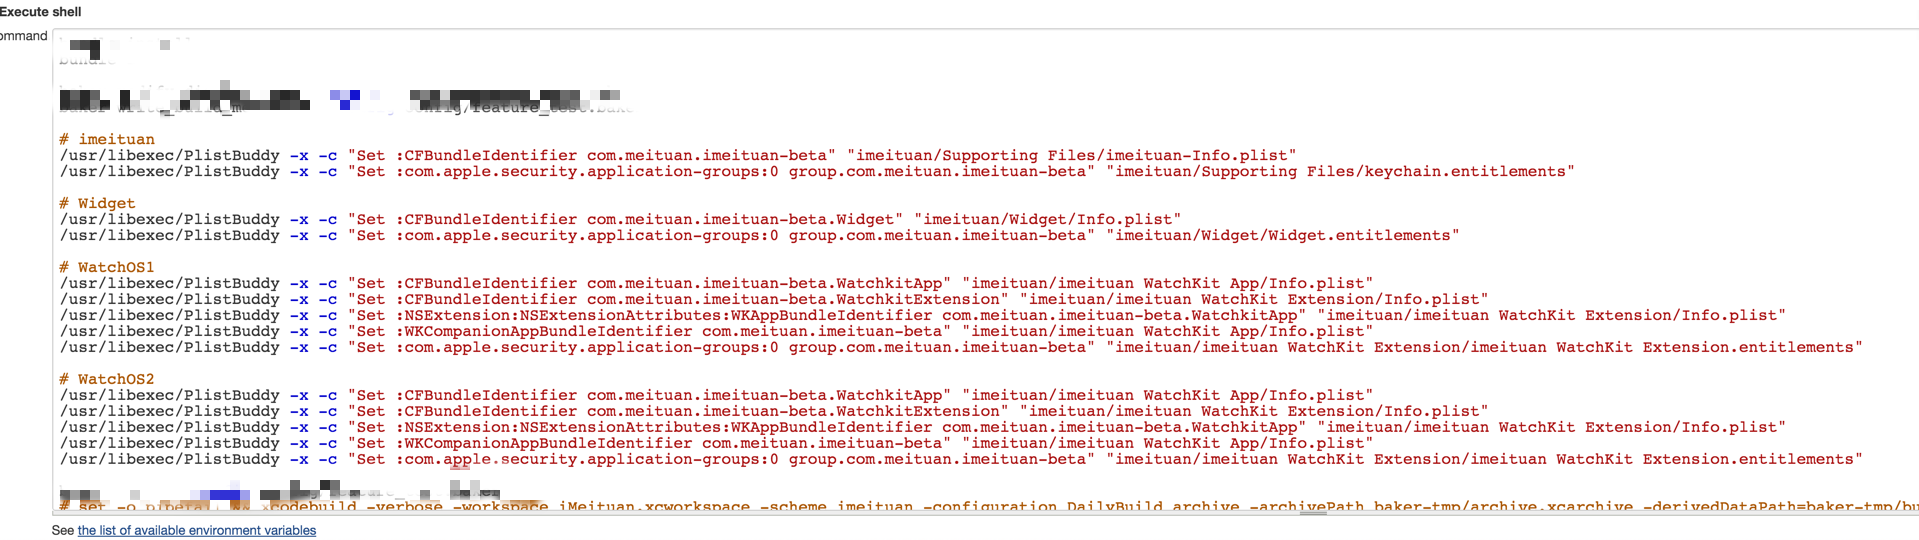 Execute shell
ommand
# imeituan
/usr/libexec/PlistBuddy -x -c "Set :CFBundleIdentifier com.meituan.imeituan-beta" "imeituan/Supporting Files/imeituan-Info.plist"
/usr/libexec/PlistBuddy -x -c "Set :com.apple.security.application-groups:0 group.com.meituan.imeituan-beta" "imeituan/Supporting Files/keychain.entitlements"
# Widget
/usr/libexec/PlistBuddy -x -c "Set :CFBundleIdentifier com.meituan.imeituan-beta.Widget" "imeituan/Widget/Info.plist"
/usr/libexec/PlistBuddy -x -c "Set :com.apple.security.application-groups:0 group.com.meituan.imeituan-beta" "imeituan/Widget/Widget.entitlements"
# WatchOS1
/usr/libexec/PlistBuddy -x -c "Set :CFBundleIdentifier com.meituan.imeituan-beta.WatchkitApp" "imeituan/imeituan WatchKit App/Info.plist"
/usr/libexec/PlistBuddy -x -c "Set :CFBundleIdentifier com.meituan.imeituan-beta.WatchkitExtension" "imeituan/imeituan WatchKit Extension/Info.plist"
/usr/libexec/PlistBuddy -x -c "Set :NSExtension:NSExtensionAttributes:WKAppBundleIdentifier com.meituan.imeituan-beta.WatchkitApp" "imeituan/imeituan WatchKit Extension/Info.plist"
/usr/libexec/PlistBuddy -x -c "Set :WKCompanionAppBundleIdentifier com.meituan.imeituan-beta" "imeituan/imeituan WatchKit App/Info.plist"
/usr/libexec/PlistBuddy -x -c "Set :com.apple.security.application-groups:0 group.com.meituan.imeituan-beta" "imeituan/imeituan WatchKit Extension/imeituan WatchKit Extension.entitlements"
# WatchOS2
/usr/libexec/PlistBuddy -x -c "Set :CFBundleIdentifier com.meituan.imeituan-beta.WatchkitApp" "imeituan/imeituan WatchKit App/Info.plist"
/usr/libexec/PlistBuddy -x -c "Set :CFBundleIdentifier com.meituan.imeituan-beta.WatchkitExtension" "imeituan/imeituan WatchKit Extension/Info.plist"
/usr/libexec/PlistBuddy -x -c "Set :NSExtension:NSExtensionAttributes:WKAppBundleIdentifier com.meituan.imeituan-beta.WatchkitApp" "imeituan/imeituan WatchKit Extension/Info.plist"
/usr/libexec/PlistBuddy -x -c "Set :WKCompanionAppBundleIdentifier com.meituan.imeituan-beta" "imeituan/imeituan WatchKit App/Info.plist"
/usr/libexec/PlistBuddy -x -c "Set :com.apple.security.application-groups:0 group.com.meituan.imeituan-beta" "imeituan/imeituan WatchKit Extension/imeituan WatchKit Extension.entitlements"
# set -o xcodebuild -verbose -workspace iMeituan.xcworkspace -scheme imeituan -configuration DailyBuild archive -archivePath baker-tmp/archive.xcarchive -derivedDataPath=baker-tmp/bu
See the list of available environment variables